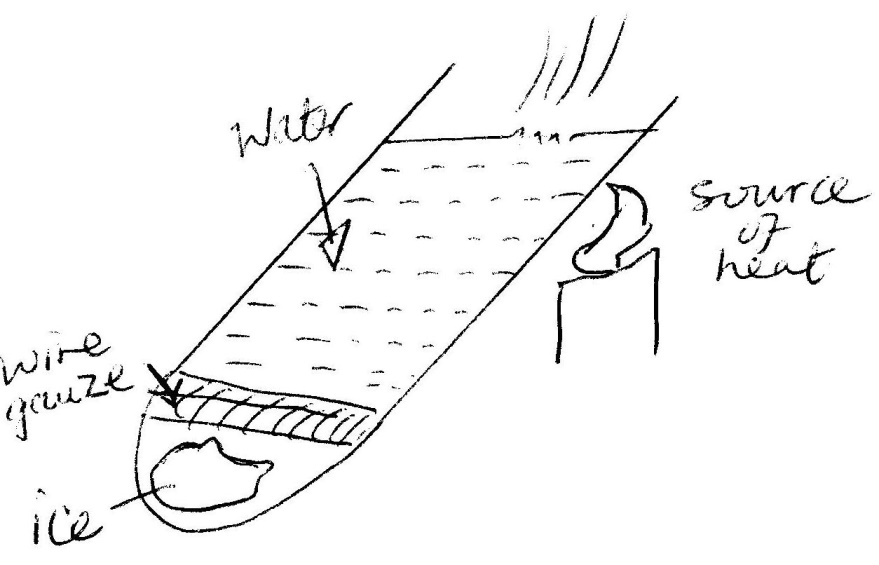 Water
source
of
heat
wire
gauze
ice